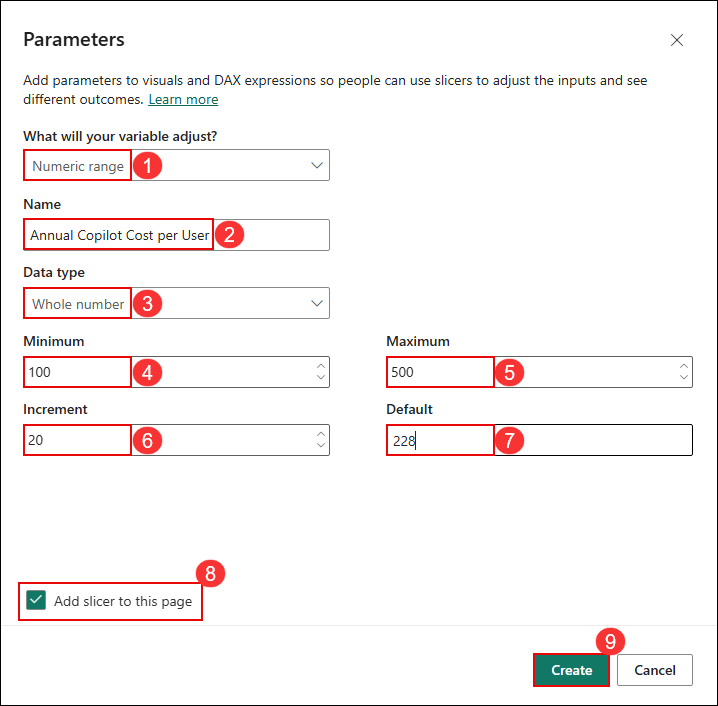 Parameters
Add parameters to visuals and DAX expressions so people can use slicers to adjust the inputs and see
different outcomes. Learn more
What will your variable adjust?
Numeric range 1
Name
Annual Copilot Cost per User 2
Data type
Whole number 3
Minimum Maximum
100 4 500 5
Increment Default
20 6 228 7
8
Add slicer to this page
9
Create Cancel